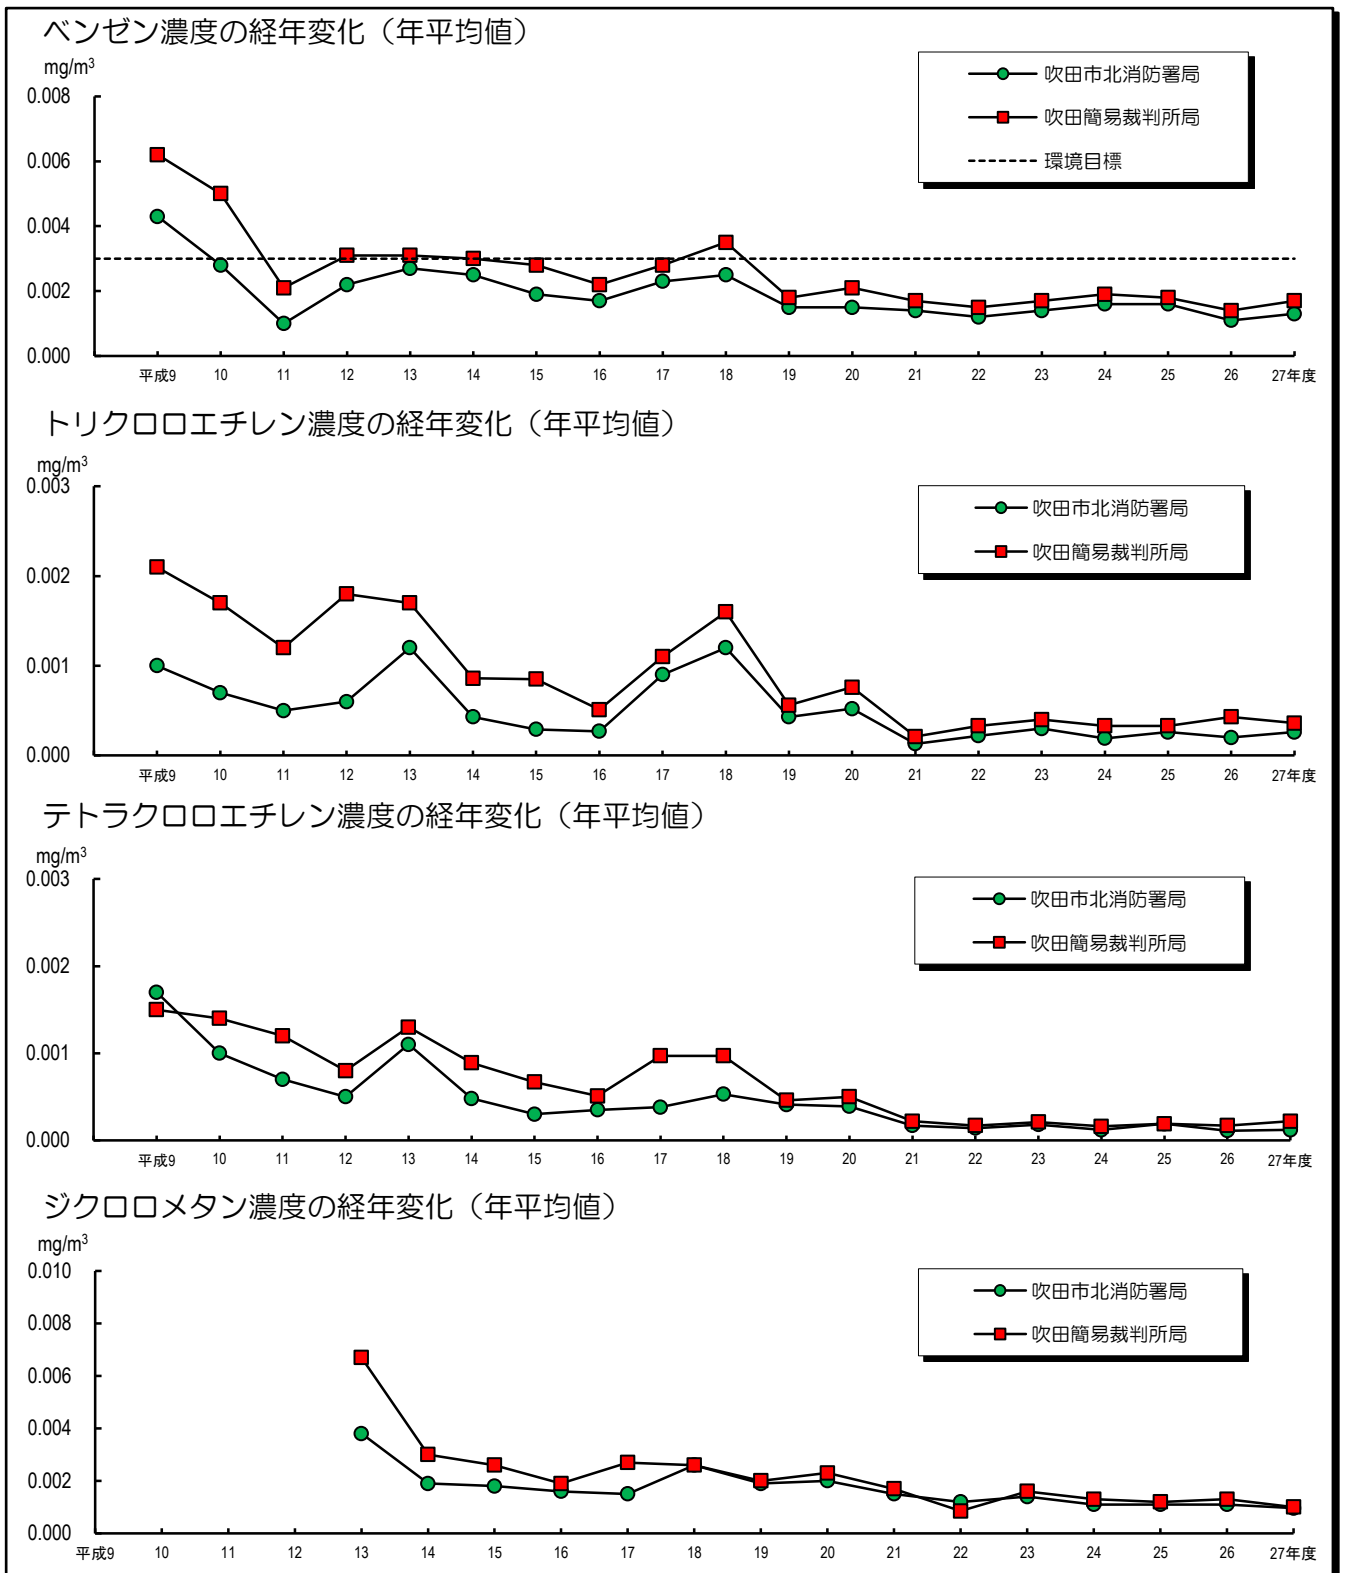 ベンゼン濃度の経年変化（年平均値）
mg/m³
吹田市北消防署局
吹田簡易裁判所局
環境目標
0.008
0.006
0.004
0.002
0.000
平成9 10 11 12 13 14 15 16 17 18 19 20 21 22 23 24 25 26 27年度
トリクロロエチレン濃度の経年変化（年平均値）
mg/m³
吹田市北消防署局
吹田簡易裁判所局
0.003
0.002
0.001
0.000
平成9 10 11 12 13 14 15 16 17 18 19 20 21 22 23 24 25 26 27年度
テトラクロロエチレン濃度の経年変化（年平均値）
mg/m³
吹田市北消防署局
吹田簡易裁判所局
0.003
0.002
0.001
0.000
平成9 10 11 12 13 14 15 16 17 18 19 20 21 22 23 24 25 26 27年度
ジクロロメタン濃度の経年変化（年平均値）
mg/m³
吹田市北消防署局
吹田簡易裁判所局
0.010
0.008
0.006
0.004
0.002
0.000
平成9 10 11 12 13 14 15 16 17 18 19 20 21 22 23 24 25 26 27年度